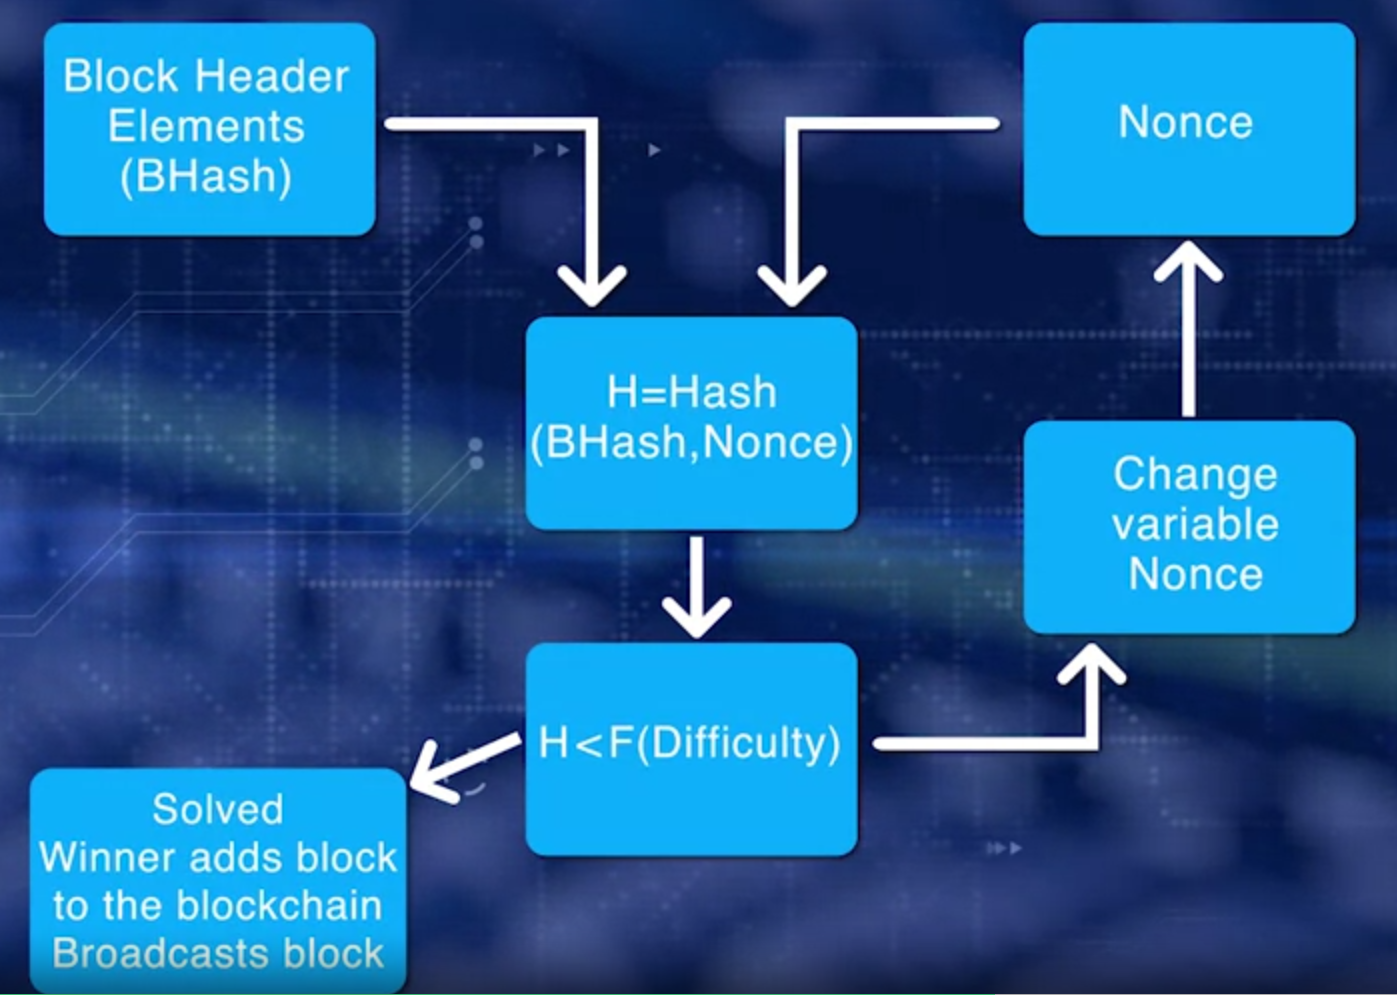 Block Header
Elements
(BHash)
Nonce
H=Hash
(BHash,Nonce)
Change
variable
Nonce
H<F(Difficulty)
Solved
Winner adds block
to the blockchain
Broadcasts block